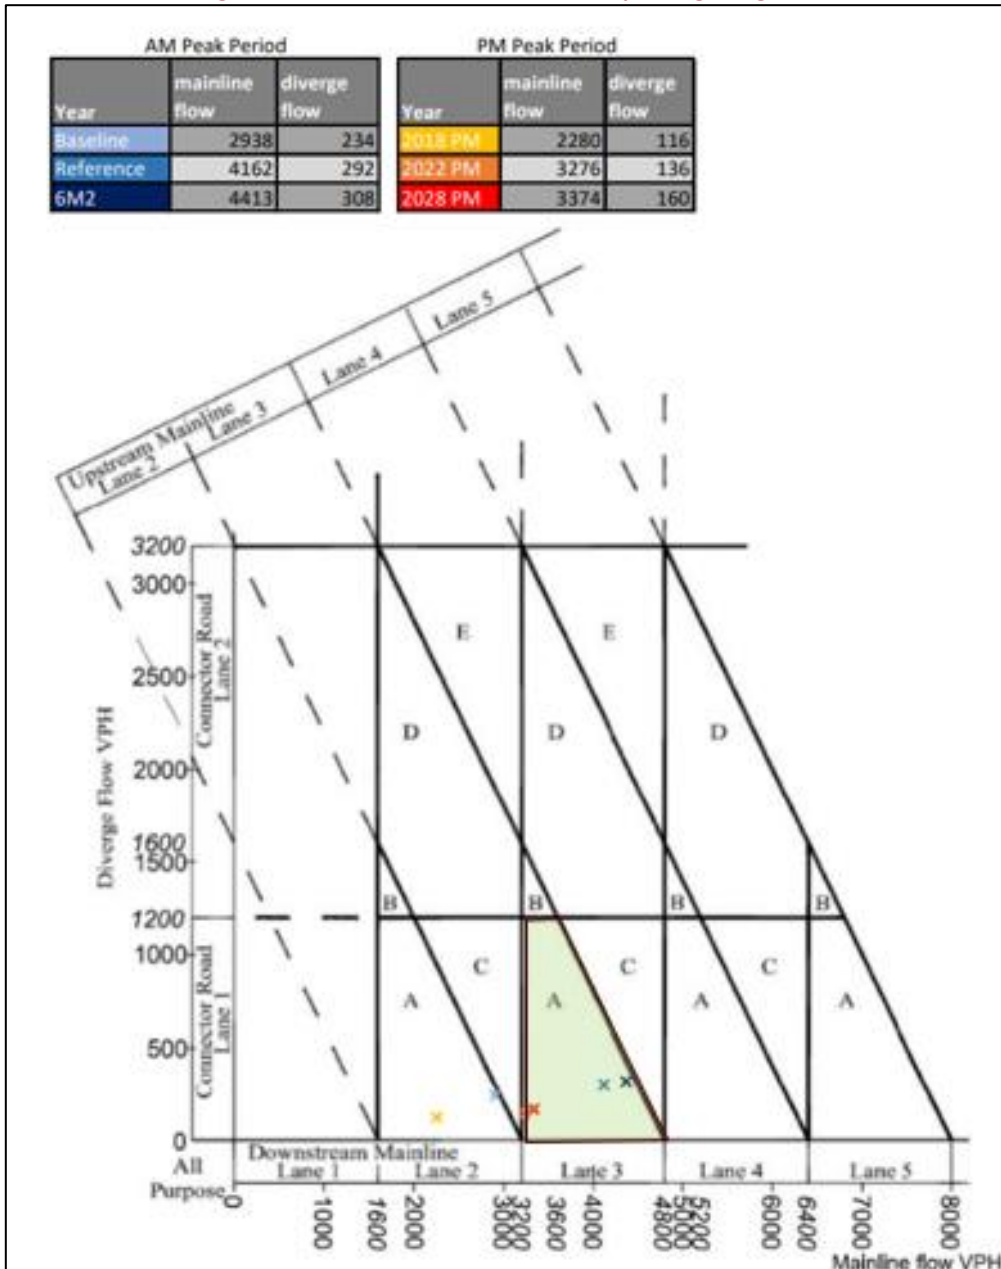 AM Peak Period
Year mainline flow diverge flow
Baseline 2938 234
Reference 4162 292
6M2 4413 308
PM Peak Period
Year mainline flow diverge flow
2018 PM 2280 116
2022 PM 3276 136
2028 PM 3374 160
Upstream Mainline
Lane 2
Lane 3
Lane 4
Lane 5
Diverge Flow VPH
Connector Road
Lane 2
Connector Road
Lane 1
3200
3000
2500
2000
1600
1500
1200
1000
500
0
E E
D D D
B B B B
C C C
A A A A
All
Purpose
Downstream Mainline
Lane 1 Lane 2 Lane 3 Lane 4 Lane 5
0 1000 1600 2000 3000 3200 3600 4000 4800 5000 5200 6000 6400 7000 8000
Mainline flow VPH